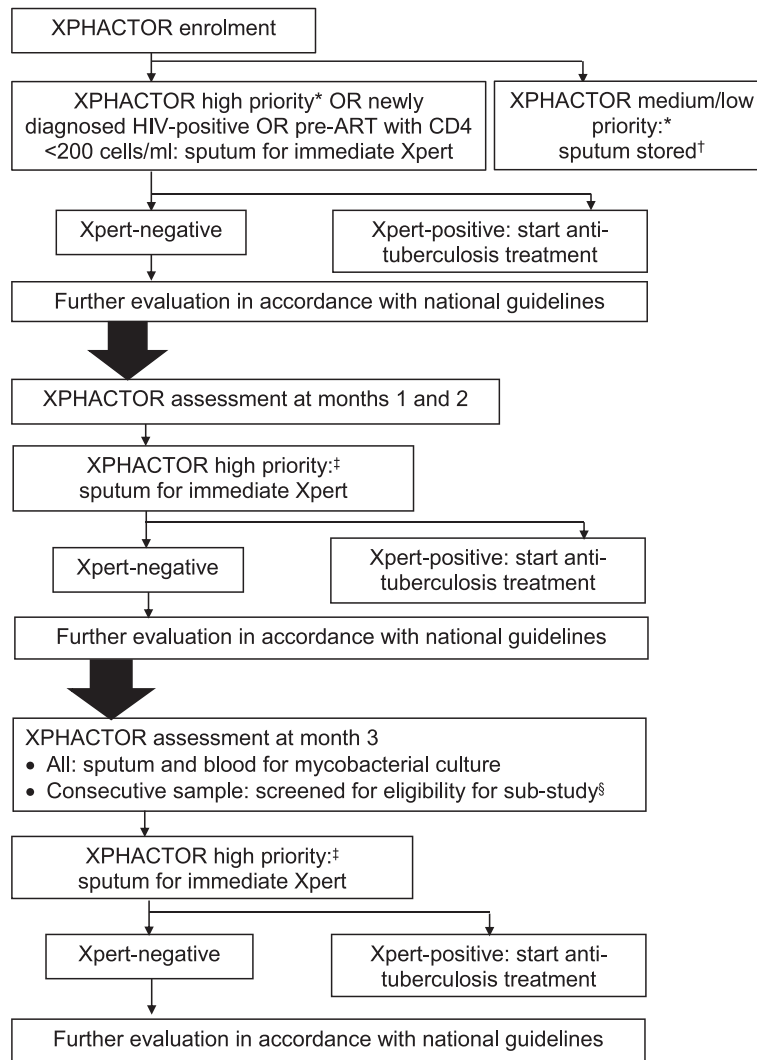 XPHACTOR enrolment
XPHACTOR high priority* OR newly
diagnosed HIV-positive OR pre-ART with CD4
<200 cells/ml: sputum for immediate Xpert
XPHACTOR medium/low
priority:*
sputum stored†
Xpert-negative
Xpert-positive: start anti-
tuberculosis treatment
Further evaluation in accordance with national guidelines
XPHACTOR assessment at months 1 and 2
XPHACTOR high priority:‡
sputum for immediate Xpert
Xpert-negative
Xpert-positive: start anti-
tuberculosis treatment
Further evaluation in accordance with national guidelines
XPHACTOR assessment at month 3
• All: sputum and blood for mycobacterial culture
• Consecutive sample: screened for eligibility for sub-study§
XPHACTOR high priority:‡
sputum for immediate Xpert
Xpert-negative
Xpert-positive: start anti-
tuberculosis treatment
Further evaluation in accordance with national guidelines